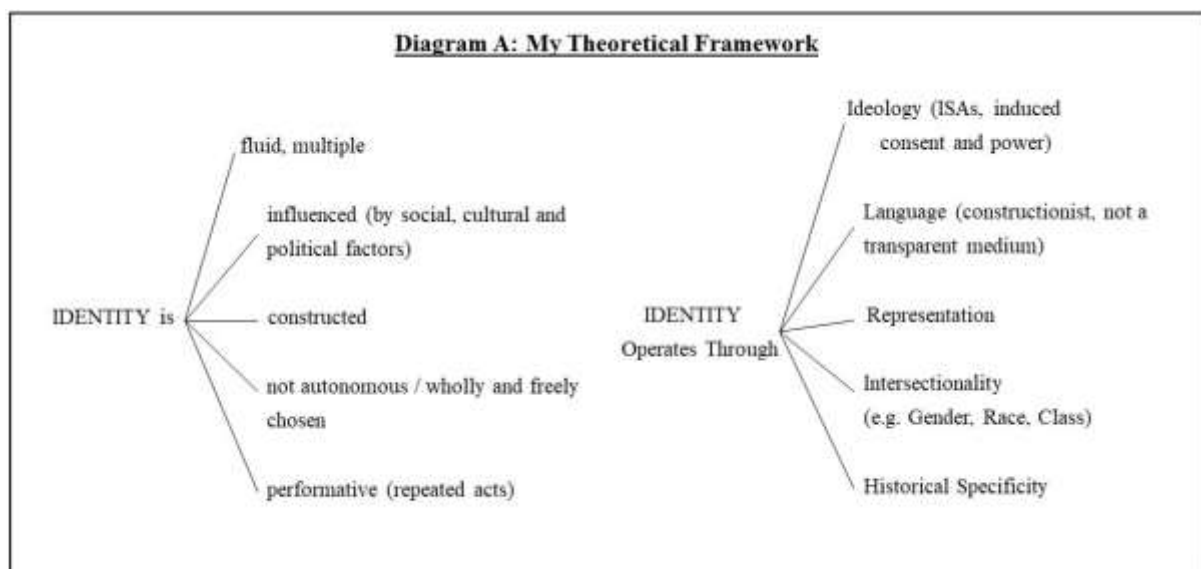 Diagram A: My Theoretical Framework
fluid, multiple
influenced (by social, cultural and
political factors)
IDENTITY is
constructed
not autonomous / wholly and freely
chosen
performative (repeated acts)
Ideology (ISAs, induced
consent and power)
Language (constructionist, not a
transparent medium)
IDENTITY
Operates Through
Representation
Intersectionality
(e.g. Gender, Race, Class)
Historical Specificity